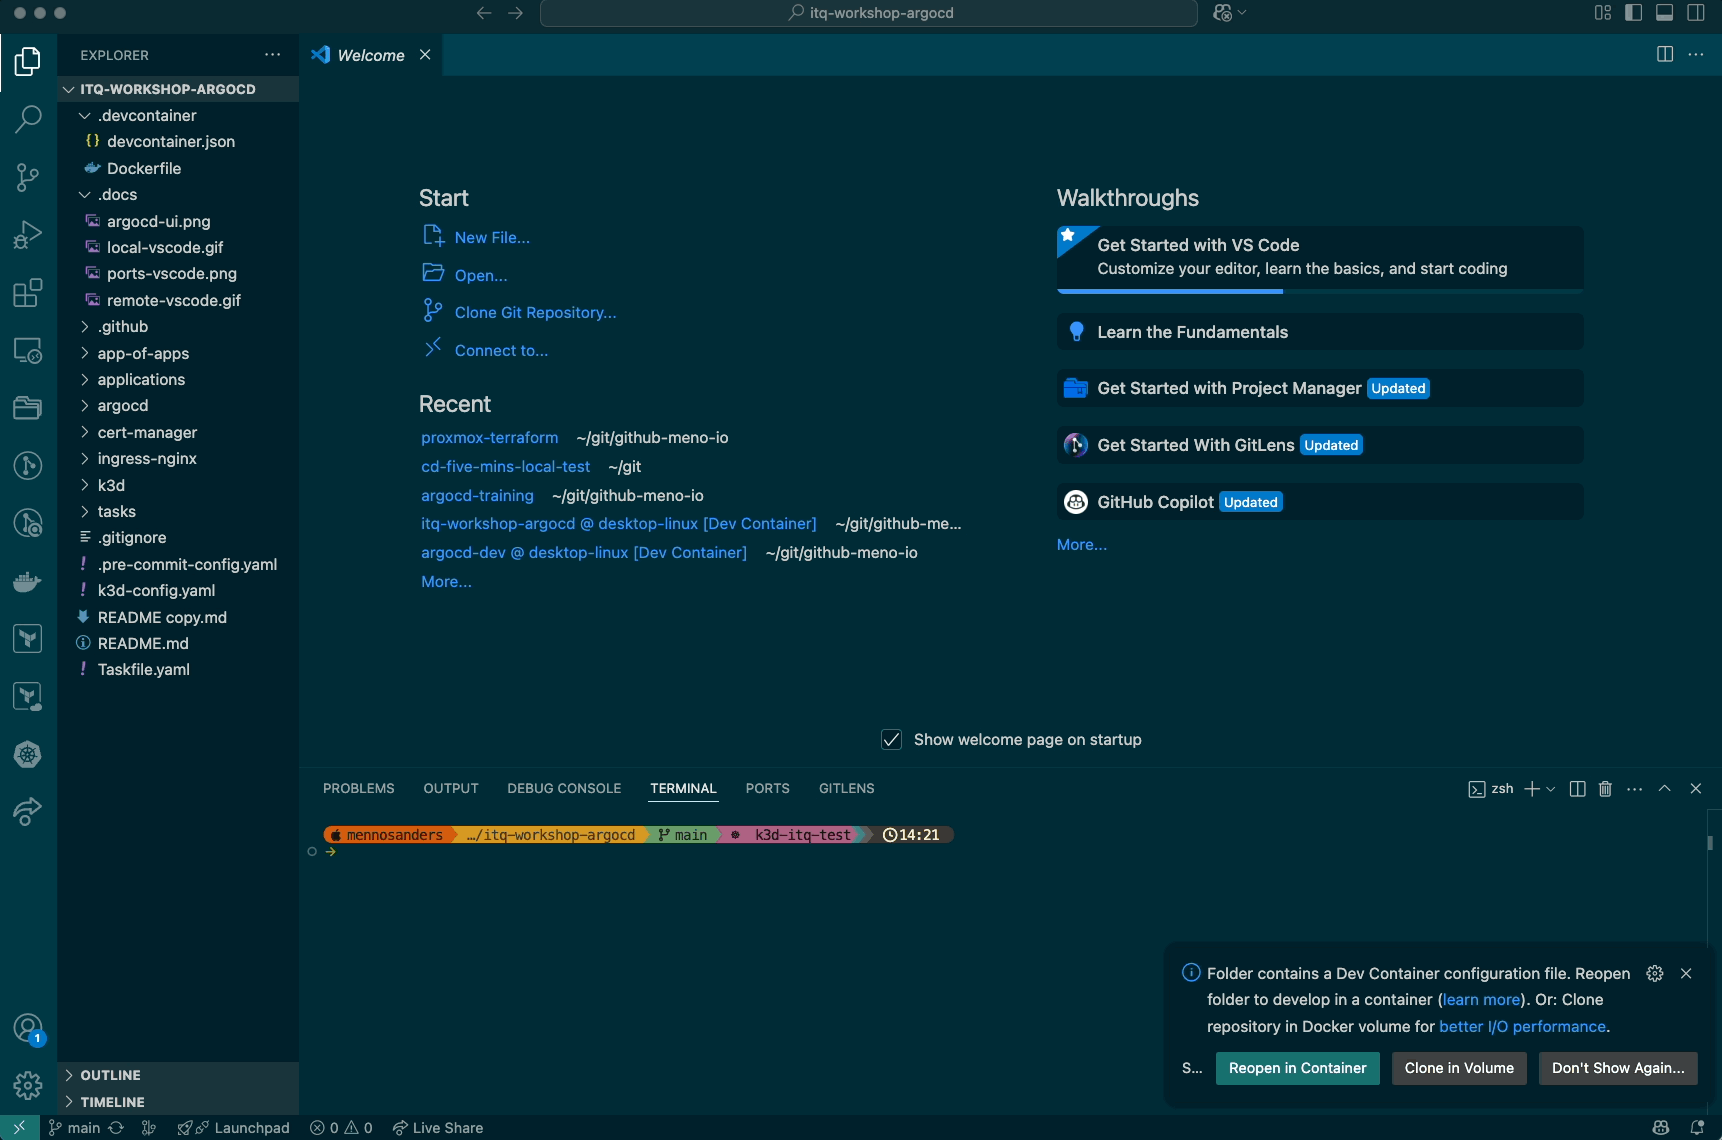 itq-workshop-argocd
EXPLORER
Welcome
ITQ-WORKSHOP-ARGOCD
.devcontainer
{} devcontainer.json
Dockerfile
.docs
argocd-ui.png
local-vscode.gif
ports-vscode.png
remote-vscode.gif
.github
app-of-apps
applications
argocd
cert-manager
ingress-nginx
k3d
tasks
.gitignore
! .pre-commit-config.yaml
! k3d-config.yaml
README copy.md
README.md
! Taskfile.yaml
OUTLINE
TIMELINE
Start
New File...
Open...
Clone Git Repository...
Connect to...
Recent
proxmox-terraform ~/git/github-meno-io
cd-five-mins-local-test ~/git
argocd-training ~/git/github-meno-io
itq-workshop-argocd @ desktop-linux [Dev Container] ~/git/github-me...
argocd-dev @ desktop-linux [Dev Container] ~/git/github-meno-io
More...
Walkthroughs
Get Started with VS Code
Customize your editor, learn the basics, and start coding
Learn the Fundamentals
Get Started with Project Manager Updated
Get Started With GitLens Updated
GitHub Copilot Updated
More...
Show welcome page on startup
PROBLEMS OUTPUT DEBUG CONSOLE TERMINAL PORTS GITLENS
zsh
mennosanders …/itq-workshop-argocd main k3d-itq-test 14:21
Folder contains a Dev Container configuration file. Reopen
folder to develop in a container (learn more). Or: Clone
repository in Docker volume for better I/O performance.
S... Reopen in Container Clone in Volume Don't Show Again...
1
main Launchpad 0 0 Live Share